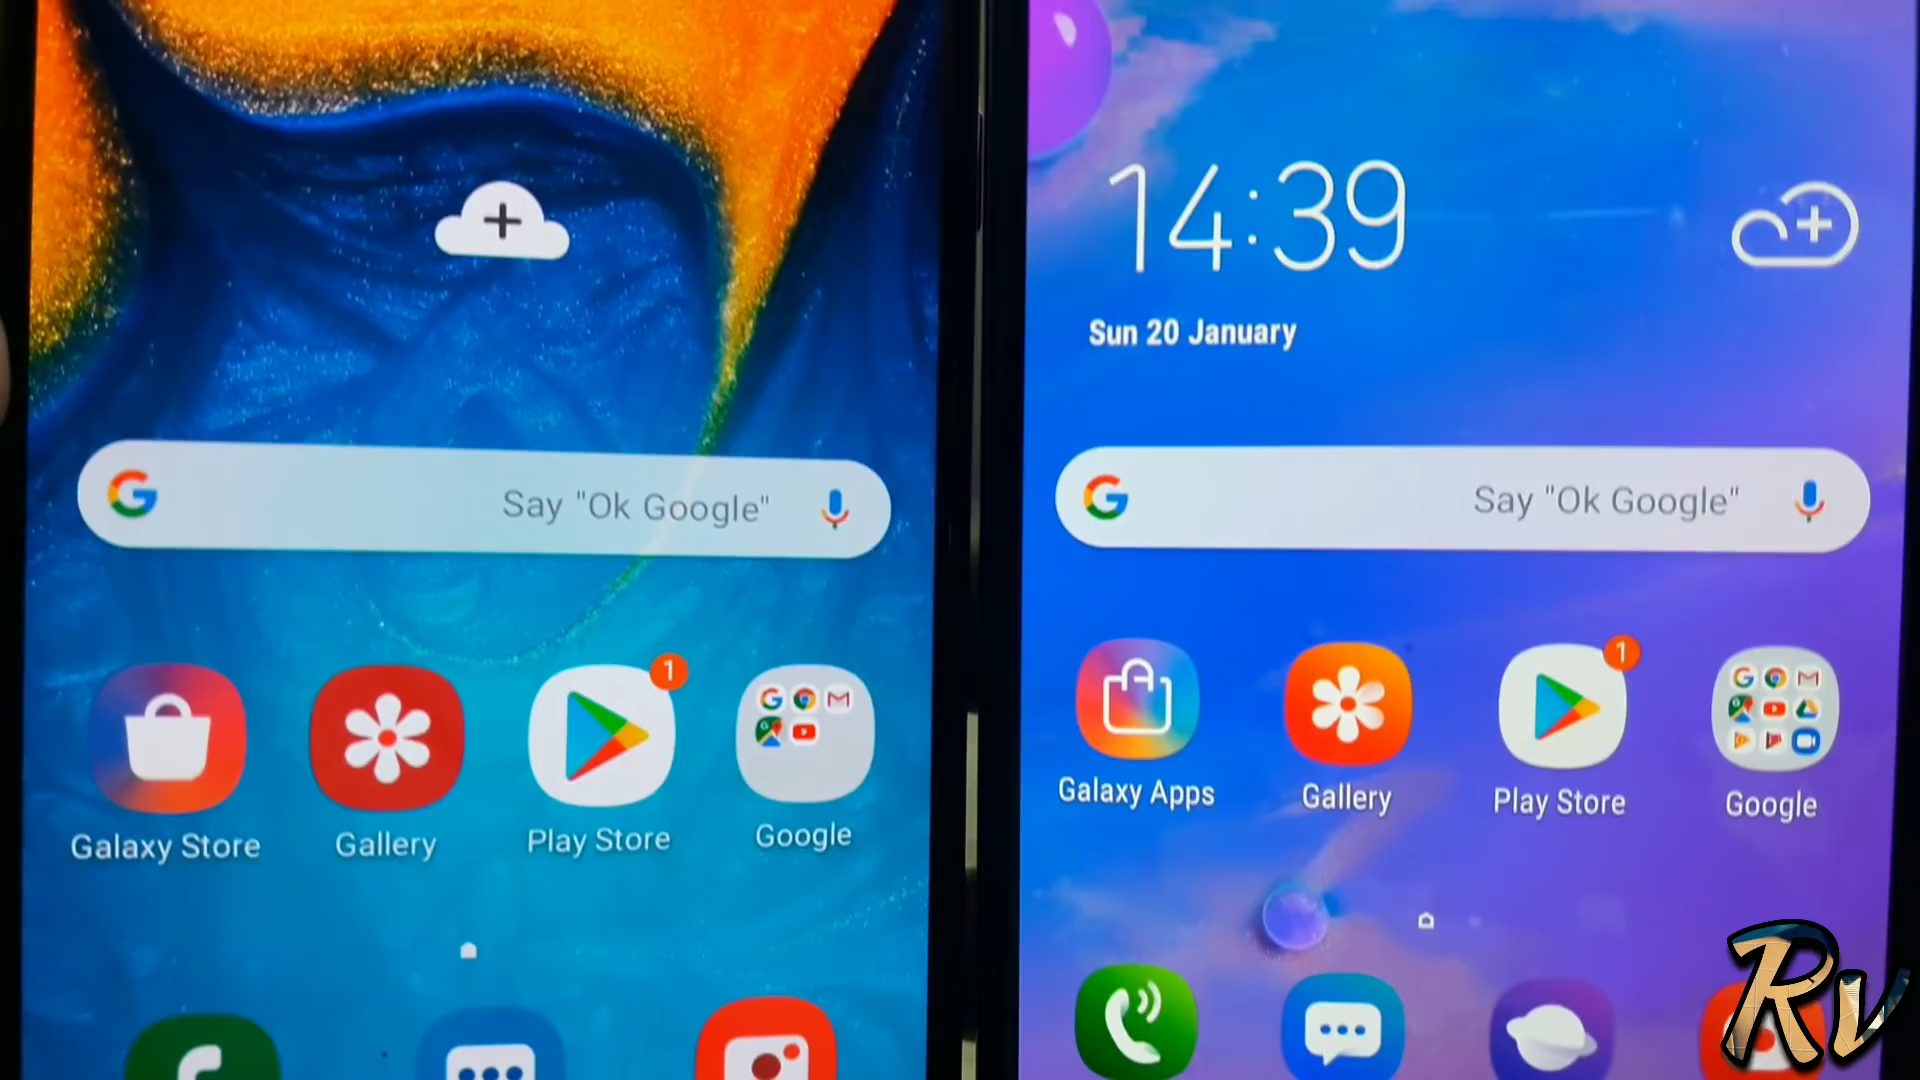 Say "Ok Google"
1
Galaxy Store
Gallery
Play Store
Google
14:39
Sun 20 January
Say "Ok Google"
1
Galaxy Apps
Gallery
Play Store
Google
Rv